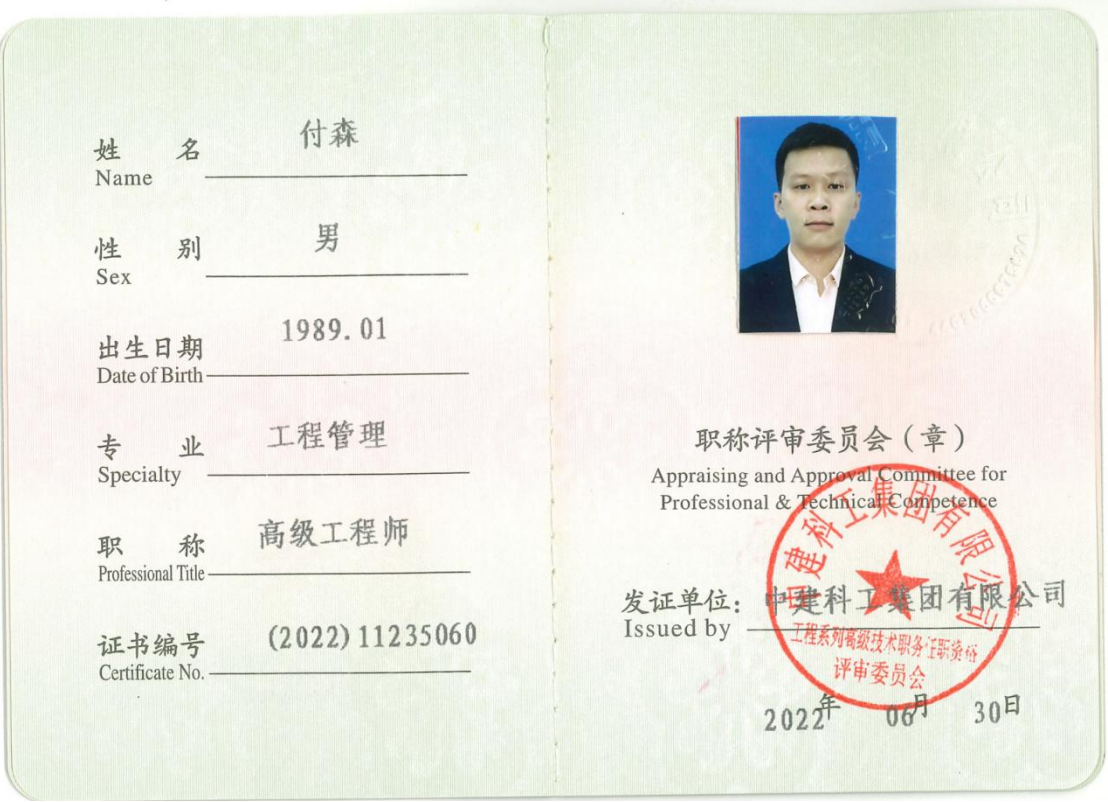 姓 名 付森
Name
性 别 男
Sex
出生日期 1989.01
Date of Birth
专 业 工程管理
Specialty
职 称 高级工程师
Professional Title
证书编号 (2022)11235060
Certificate No.
职称评审委员会（章）
Appraising and Approval Committee for
Professional & Technical Competence
中建科工集团有限公司
发证单位：中建科工集团有限公司
Issued by
工程系列高级技术职务任职资格
评审委员会
2022年 06月 30日